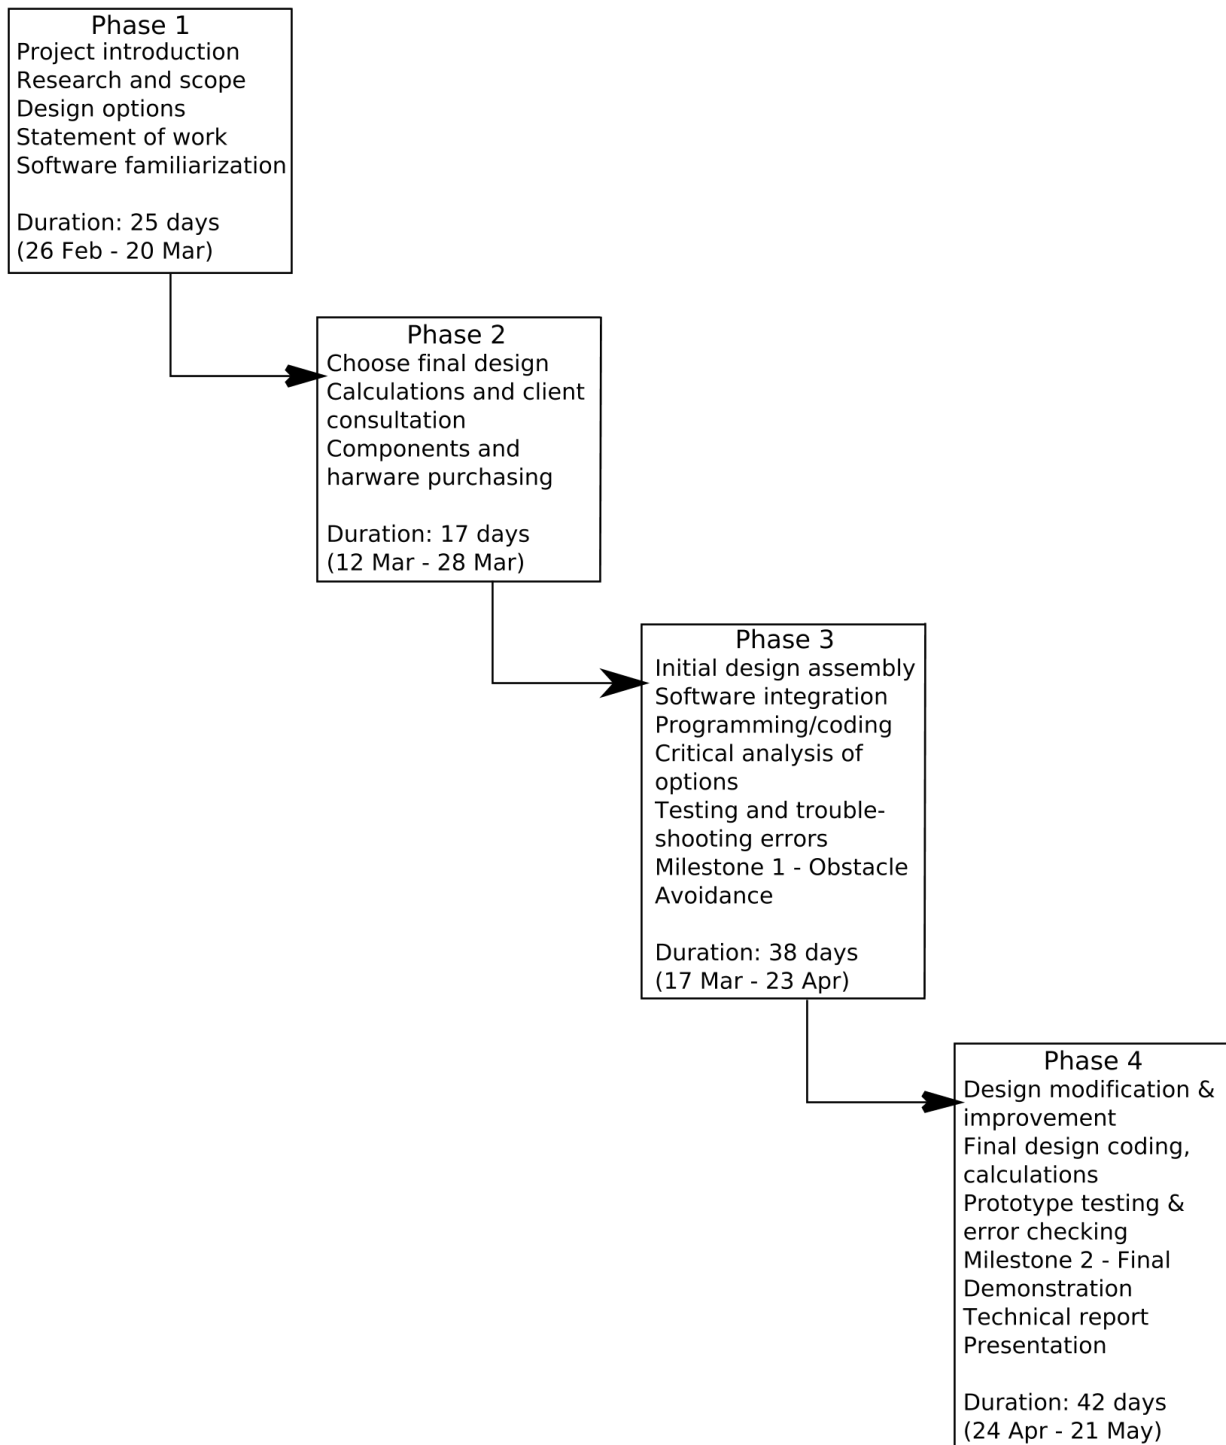 Phase 1
Project introduction
Research and scope
Design options
Statement of work
Software familiarization
Duration: 25 days
(26 Feb - 20 Mar)
Phase 2
Choose final design
Calculations and client
consultation
Components and
harware purchasing
Duration: 17 days
(12 Mar - 28 Mar)
Phase 3
Initial design assembly
Software integration
Programming/coding
Critical analysis of
options
Testing and trouble-
shooting errors
Milestone 1 - Obstacle
Avoidance
Duration: 38 days
(17 Mar - 23 Apr)
Phase 4
Design modification &
improvement
Final design coding,
calculations
Prototype testing &
error checking
Milestone 2 - Final
Demonstration
Technical report
Presentation
Duration: 42 days
(24 Apr - 21 May)